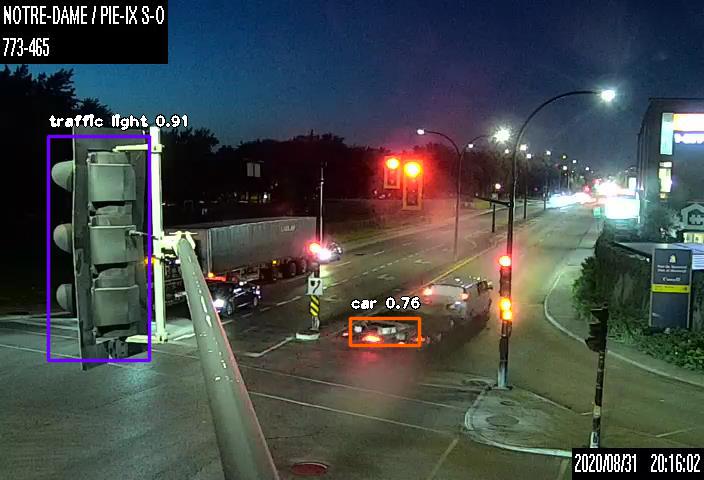 NOTRE-DAME / PIE-IX S-O
773-465
traffic light 0.91
car 0.76
2020/08/31 20:16:02